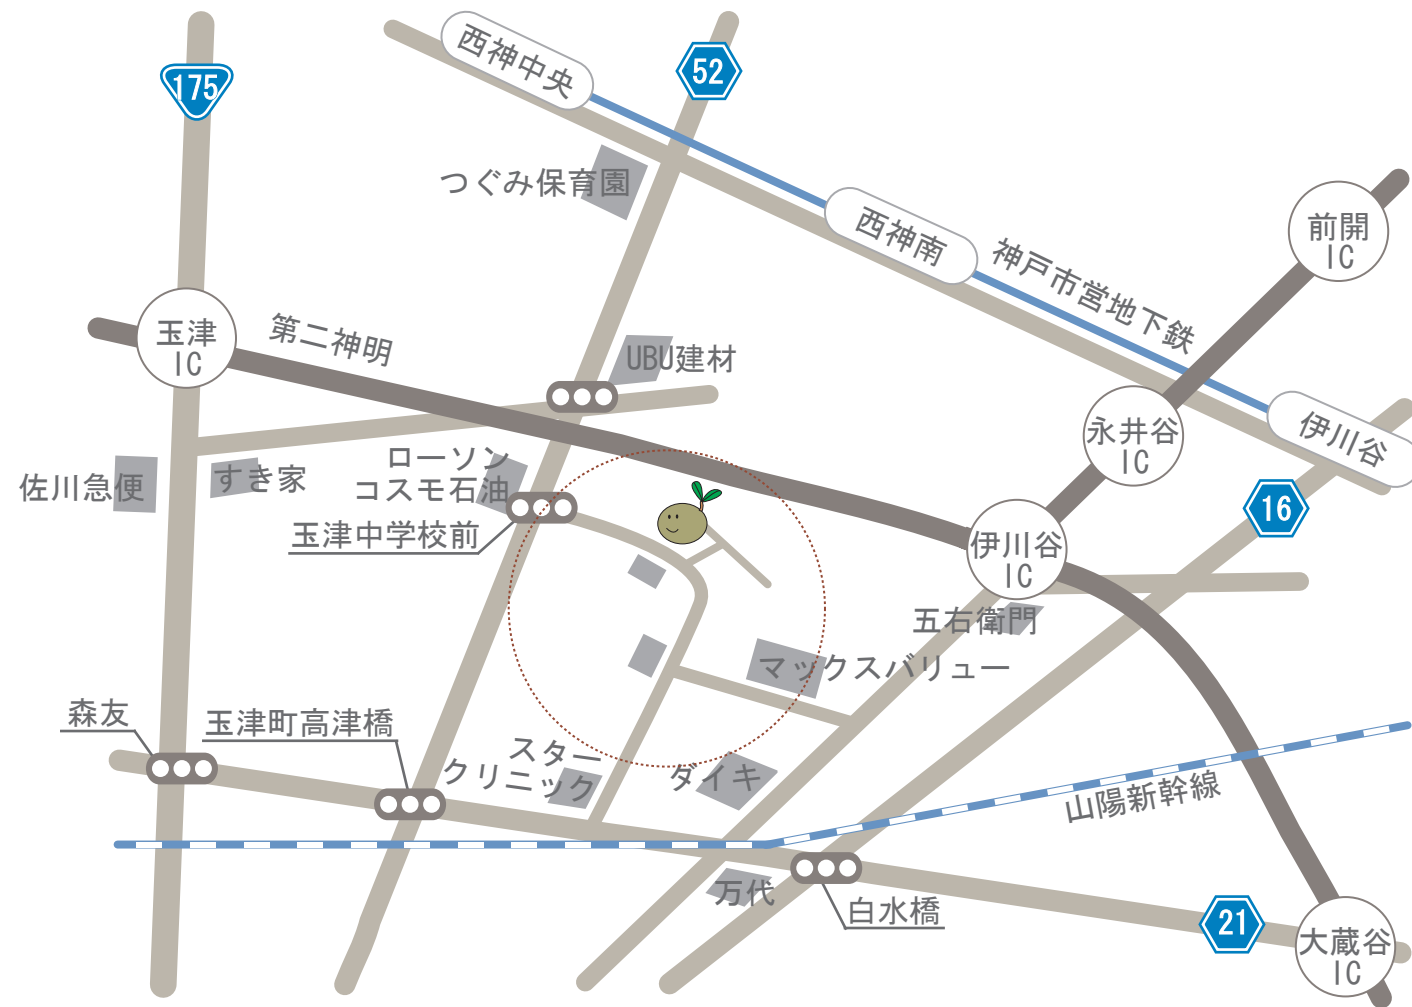 175
52
西神中央
つぐみ保育園
西神南
神戸市営地下鉄
前開
IC
玉津
IC
第二神明
UBU建材
永井谷
IC
伊川谷
佐川急便
すき家
ローソン
コスモ石油
玉津中学校前
16
伊川谷
IC
五右衛門
マックスバリュー
森友
玉津町高津橋
スター
クリニック
ダイキ
山陽新幹線
万代
白水橋
21
大蔵谷
IC